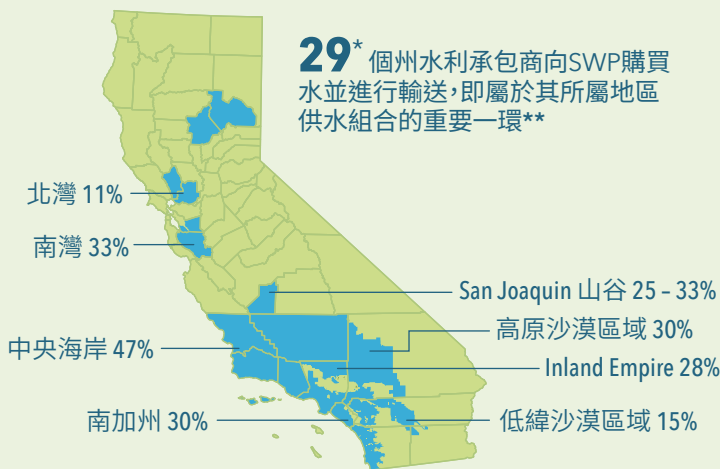 29* 個州水利承包商向SWP購買
水並進行輸送，即屬於其所屬地區
供水組合的重要一環**
北灣 11%
南灣 33%
San Joaquin 山谷 25 – 33%
高原沙漠區域 30%
中央海岸 47%
Inland Empire 28%
南加州 30%
低緯沙漠區域 15%